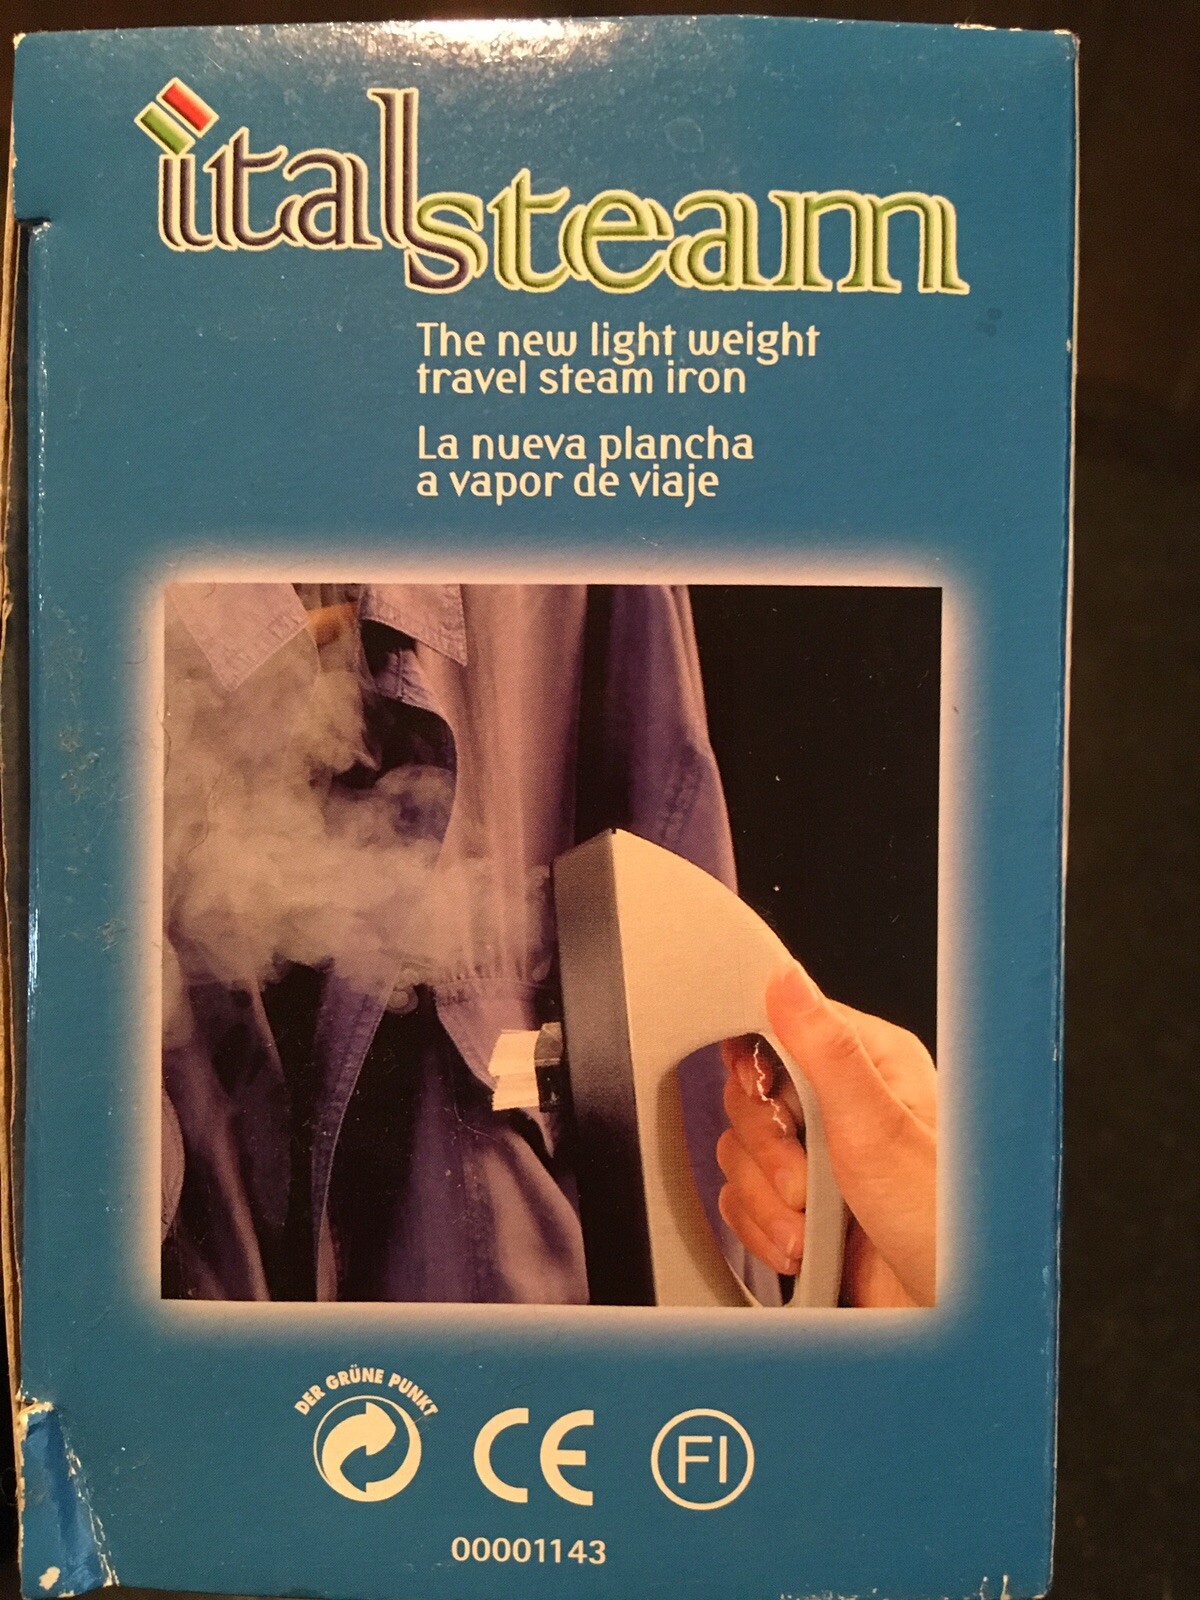 italsteam
The new light weight
travel steam iron
La nueva plancha
a vapor de viaje
DER GRÜNE PUNKT
CE
FI
00001143